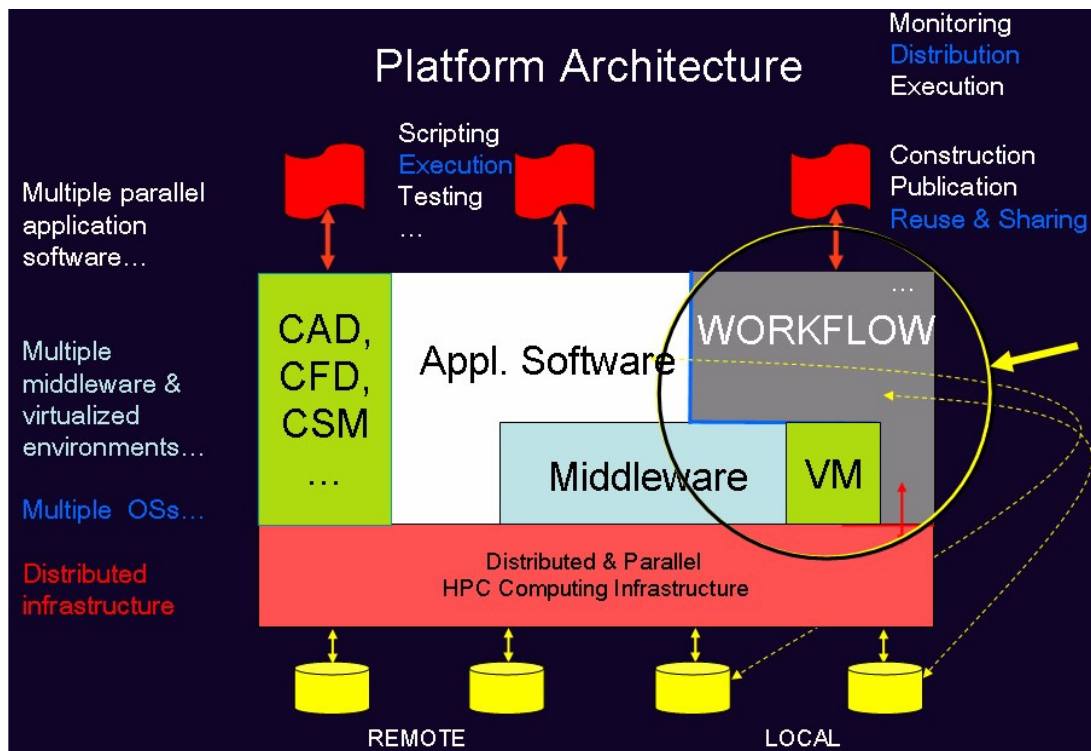 Platform Architecture
Monitoring
Distribution
Execution
Scripting
Execution
Testing
…
Construction
Publication
Reuse & Sharing
…
Multiple parallel
application
software…
Multiple
middleware &
virtualized
environments…
Multiple OSs…
Distributed
infrastructure
CAD,
CFD,
CSM
…
Appl. Software
WORKFLOW
Middleware
VM
Distributed & Parallel
HPC Computing Infrastructure
REMOTE
LOCAL